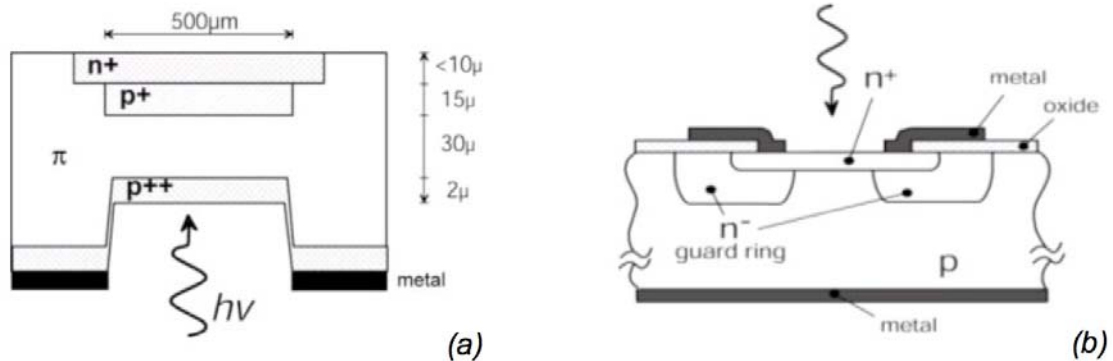 500µm
n+
<10µ
p+
15µ
π
30µ
p++
2µ
metal
hν
(a)
n+
metal
oxide
n−
guard ring
p
metal
(b)